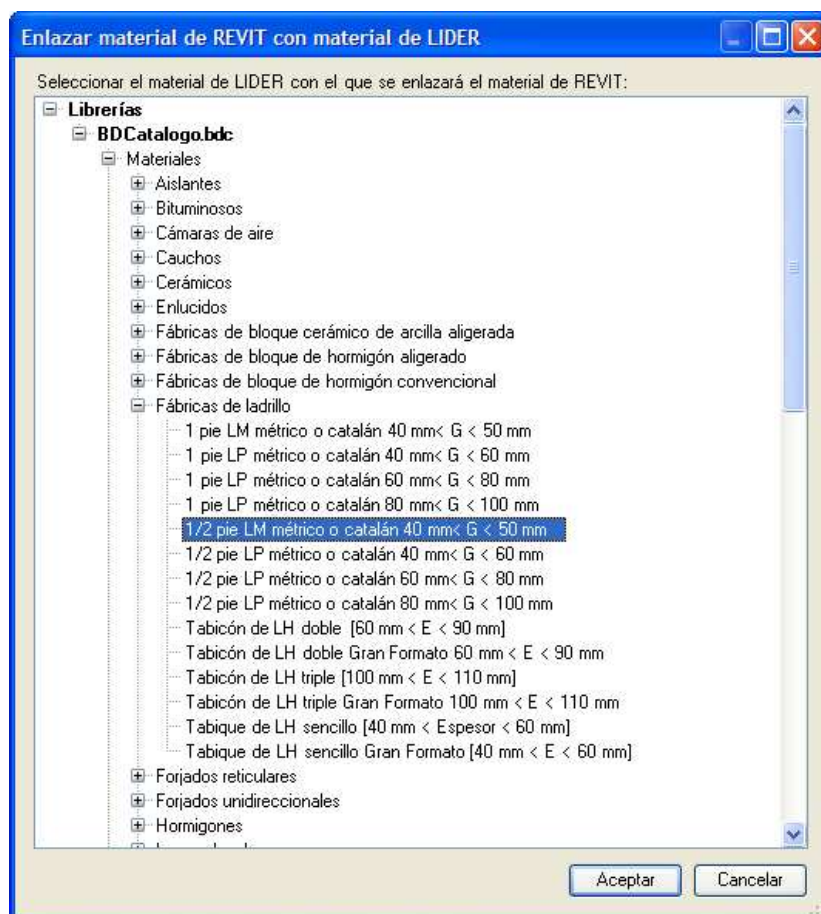 Enlazar material de REVIT con material de LIDER
Seleccionar el material de LIDER con el que se enlazará el material de REVIT:
Librerías
BDCatalogo.bdc
Materiales
Aislantes
Bituminosos
Cámaras de aire
Cauchos
Cerámicos
Enlucidos
Fábricas de bloque cerámico de arcilla aligerada
Fábricas de bloque de hormigón aligerado
Fábricas de bloque de hormigón convencional
Fábricas de ladrillo
1 pie LM métrico o catalán 40 mm< G < 50 mm
1 pie LP métrico o catalán 40 mm< G < 60 mm
1 pie LP métrico o catalán 60 mm< G < 80 mm
1 pie LP métrico o catalán 80 mm< G < 100 mm
1/2 pie LM métrico o catalán 40 mm< G < 50 mm
1/2 pie LP métrico o catalán 40 mm< G < 60 mm
1/2 pie LP métrico o catalán 60 mm< G < 80 mm
1/2 pie LP métrico o catalán 80 mm< G < 100 mm
Tabicón de LH doble [60 mm < E < 90 mm]
Tabicón de LH doble Gran Formato 60 mm < E < 90 mm
Tabicón de LH triple [100 mm < E < 110 mm]
Tabicón de LH triple Gran Formato 100 mm < E < 110 mm
Tabique de LH sencillo [40 mm < Espesor < 60 mm]
Tabique de LH sencillo Gran Formato [40 mm < E < 60 mm]
Forjados reticulares
Forjados unidireccionales
Hormigones
Aceptar
Cancelar